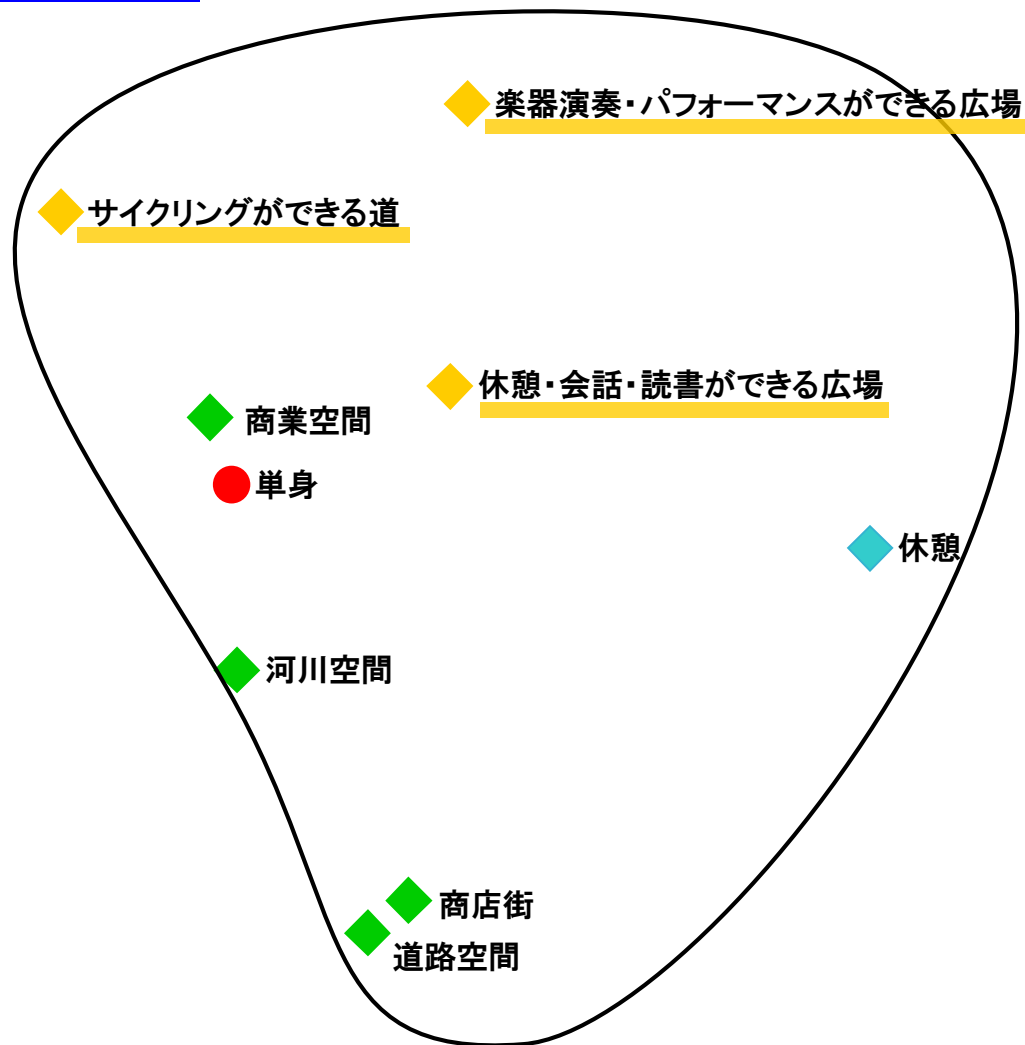 楽器演奏・パフォーマンスができる広場
サイクリングができる道
休憩・会話・読書ができる広場
商業空間
単身
休憩
河川空間
商店街
道路空間